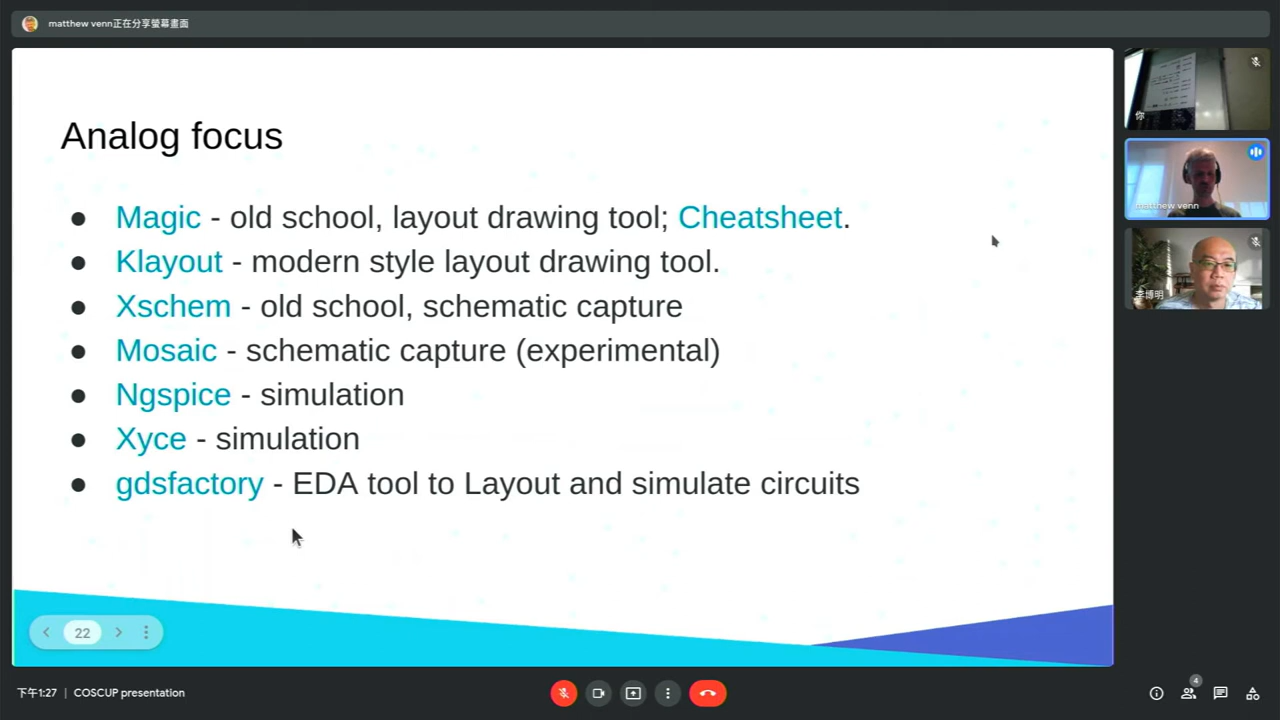 matthew venn正在分享螢幕畫面
Analog focus
● Magic - old school, layout drawing tool; Cheatsheet.
● Klayout - modern style layout drawing tool.
● Xschem - old school, schematic capture
● Mosaic - schematic capture (experimental)
● Ngspice - simulation
● Xyce - simulation
● gdsfactory - EDA tool to Layout and simulate circuits
22
你
matthew venn
李博明
下午1:27 | COSCUP presentation
4